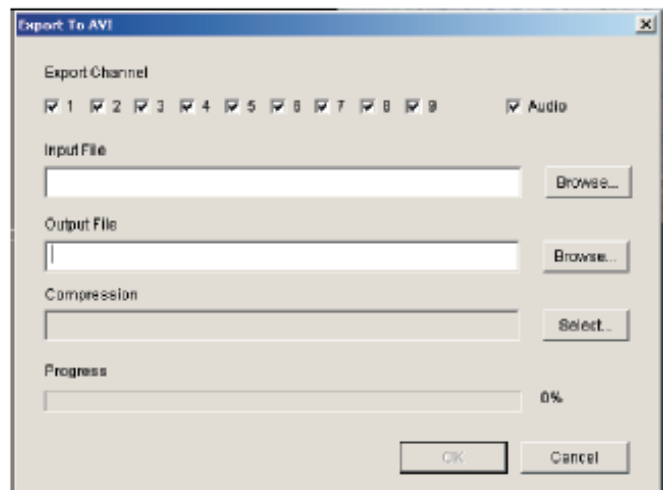 Export To AVI
Export Channel
1 2 3 4 5 6 7 8 9 Audio
Input File
Browse...
Output File
Browse...
Compression
Select...
Progress
0%
OK Cancel